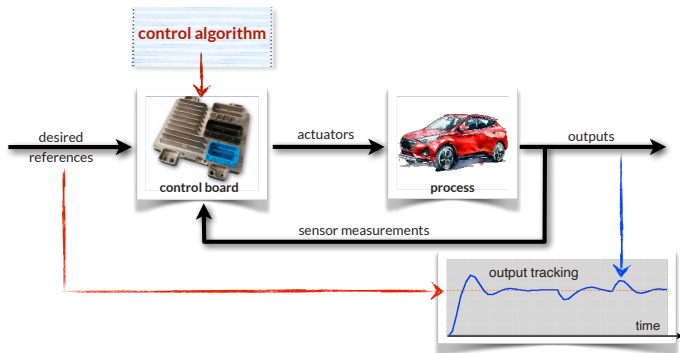 control algorithm
desired
references
actuators
outputs
control board
process
sensor measurements
output tracking
time